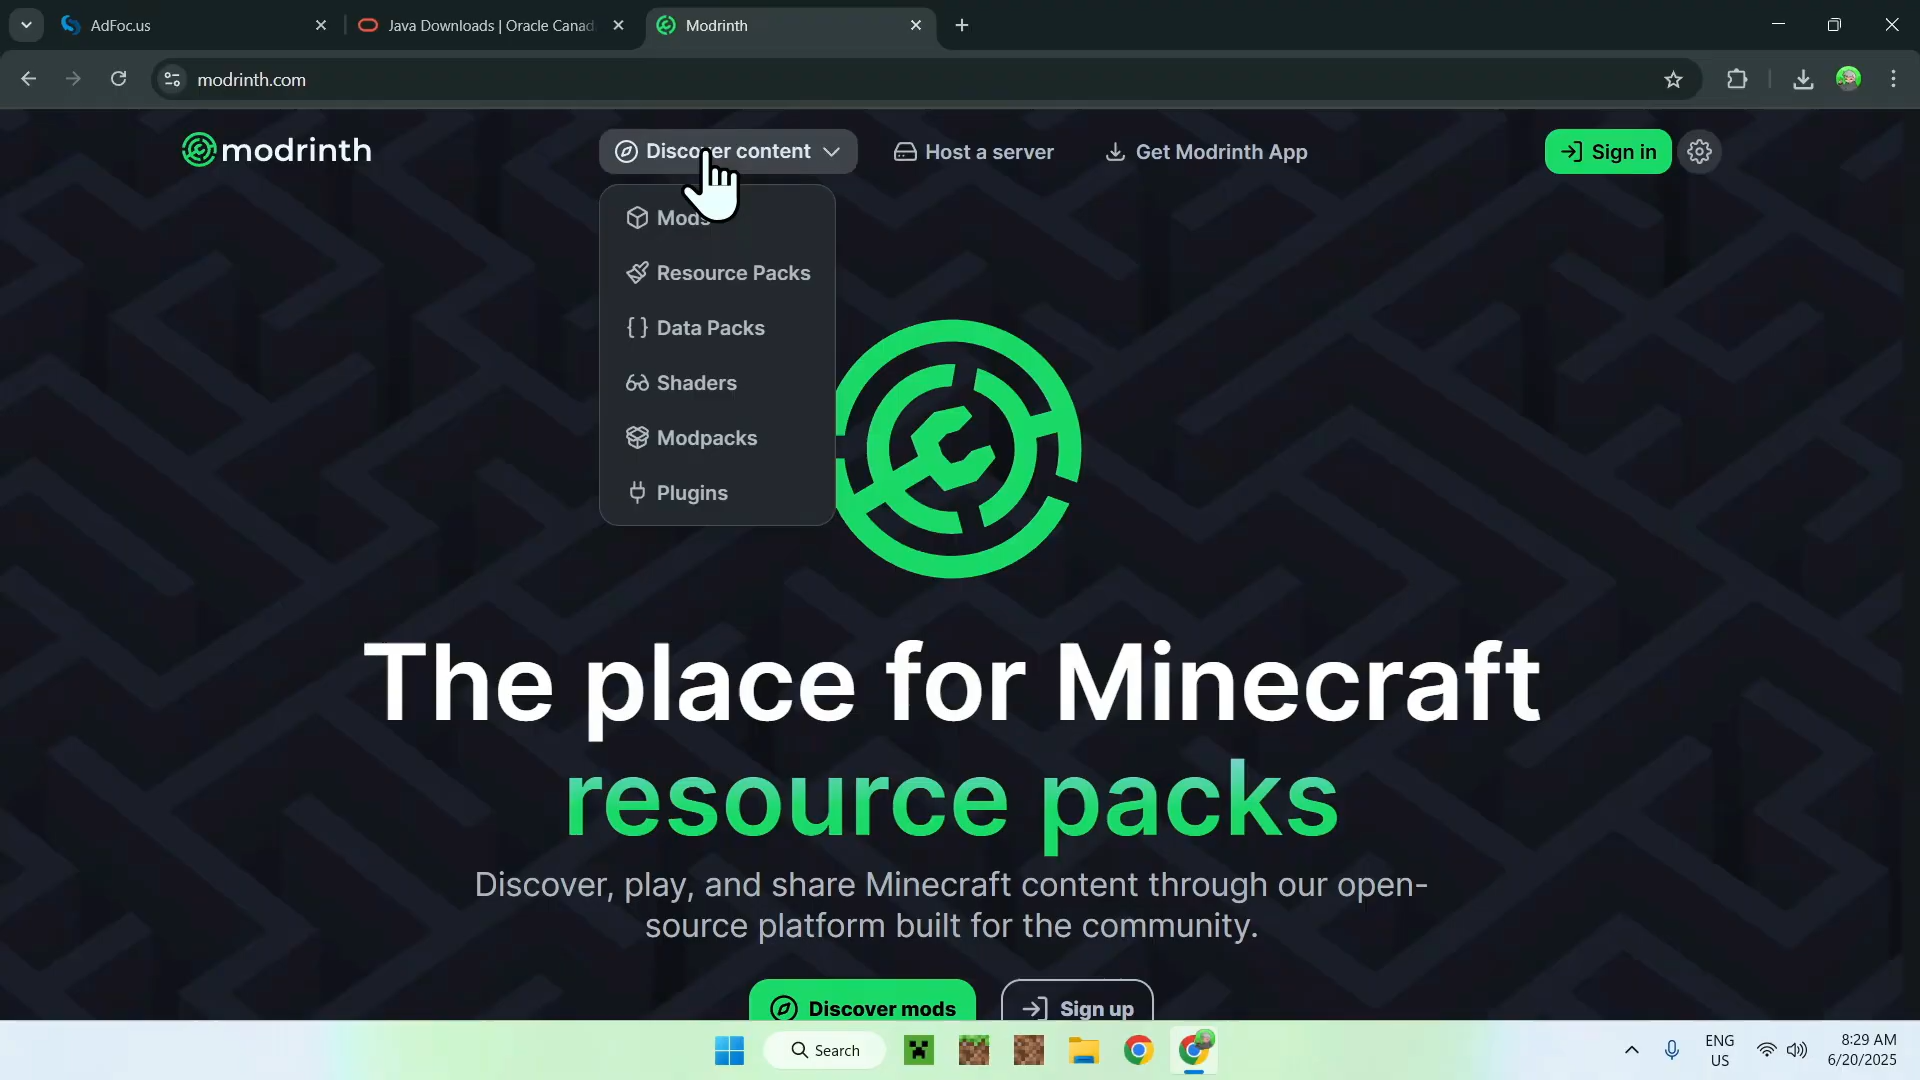 AdFoc.us
Java Downloads | Oracle Canad
Modrinth
modrinth.com
modrinth
Discover content
Host a server
Get Modrinth App
Sign in
Mods
Resource Packs
Data Packs
Shaders
Modpacks
Plugins
The place for Minecraft
resource packs
Discover, play, and share Minecraft content through our open-
source platform built for the community.
Discover mods
Sign up
Search
ENG
US
8:29 AM
6/20/2025